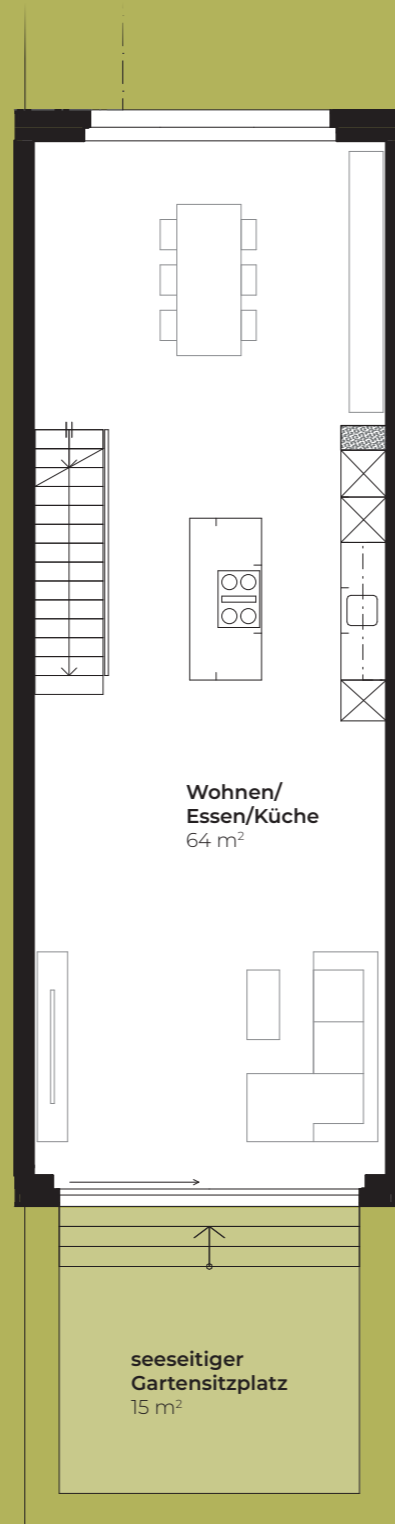 Wohnen/
Essen/Küche
64 m²
seeseitiger
Gartensitzplatz
15 m²